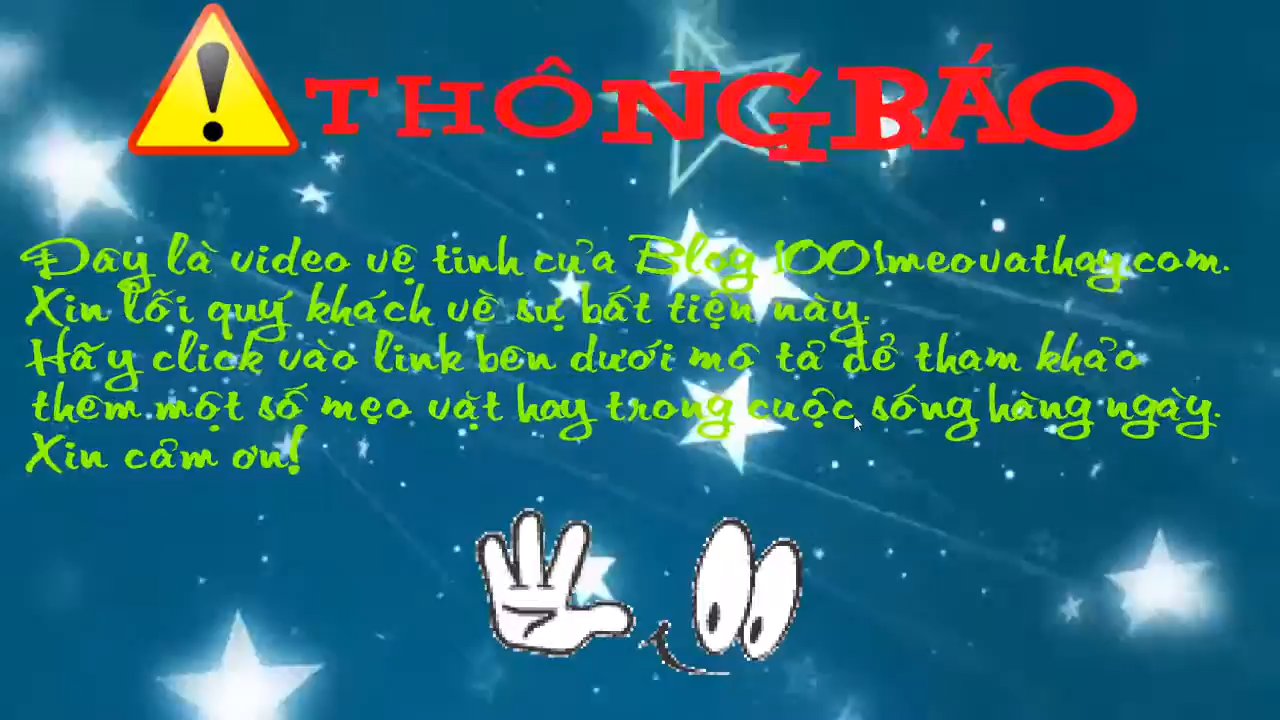 THÔNG BÁO
Đây là video vệ tinh của Blog 1001meovathay.com.
Xin lỗi quý khách về sự bất tiện này.
Hãy click vào link bên dưới mô tả để tham khảo
thêm một số mẹo vặt hay trong cuộc sống hàng ngày.
Xin cảm ơn!